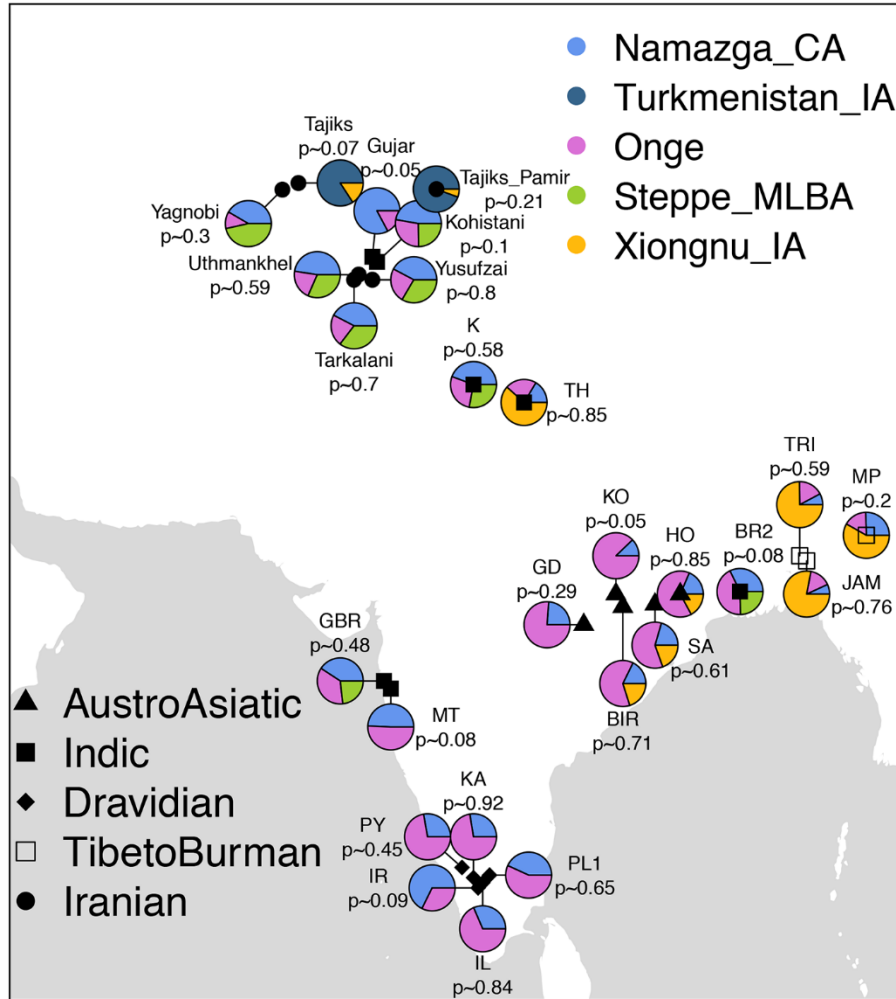 Namazga_CA
Turkmenistan_IA
Onge
Steppe_MLBA
Xiongnu_IA
Tajiks
p~0.07
Gujar
p~0.05
Tajiks_Pamir
p~0.21
Yagnobi
p~0.3
Kohistani
p~0.1
Uthmankhel
p~0.59
Yusufzai
p~0.8
Tarkalani
p~0.7
K
p~0.58
TH
p~0.85
TRI
p~0.59
MP
p~0.2
KO
p~0.05
HO
p~0.85
BR2
p~0.08
GD
p~0.29
JAM
p~0.76
SA
p~0.61
BIR
p~0.71
GBR
p~0.48
MT
p~0.08
AustroAsiatic
Indic
Dravidian
TibetoBurman
Iranian
KA
p~0.92
PY
p~0.45
PL1
p~0.65
IR
p~0.09
IL
p~0.84